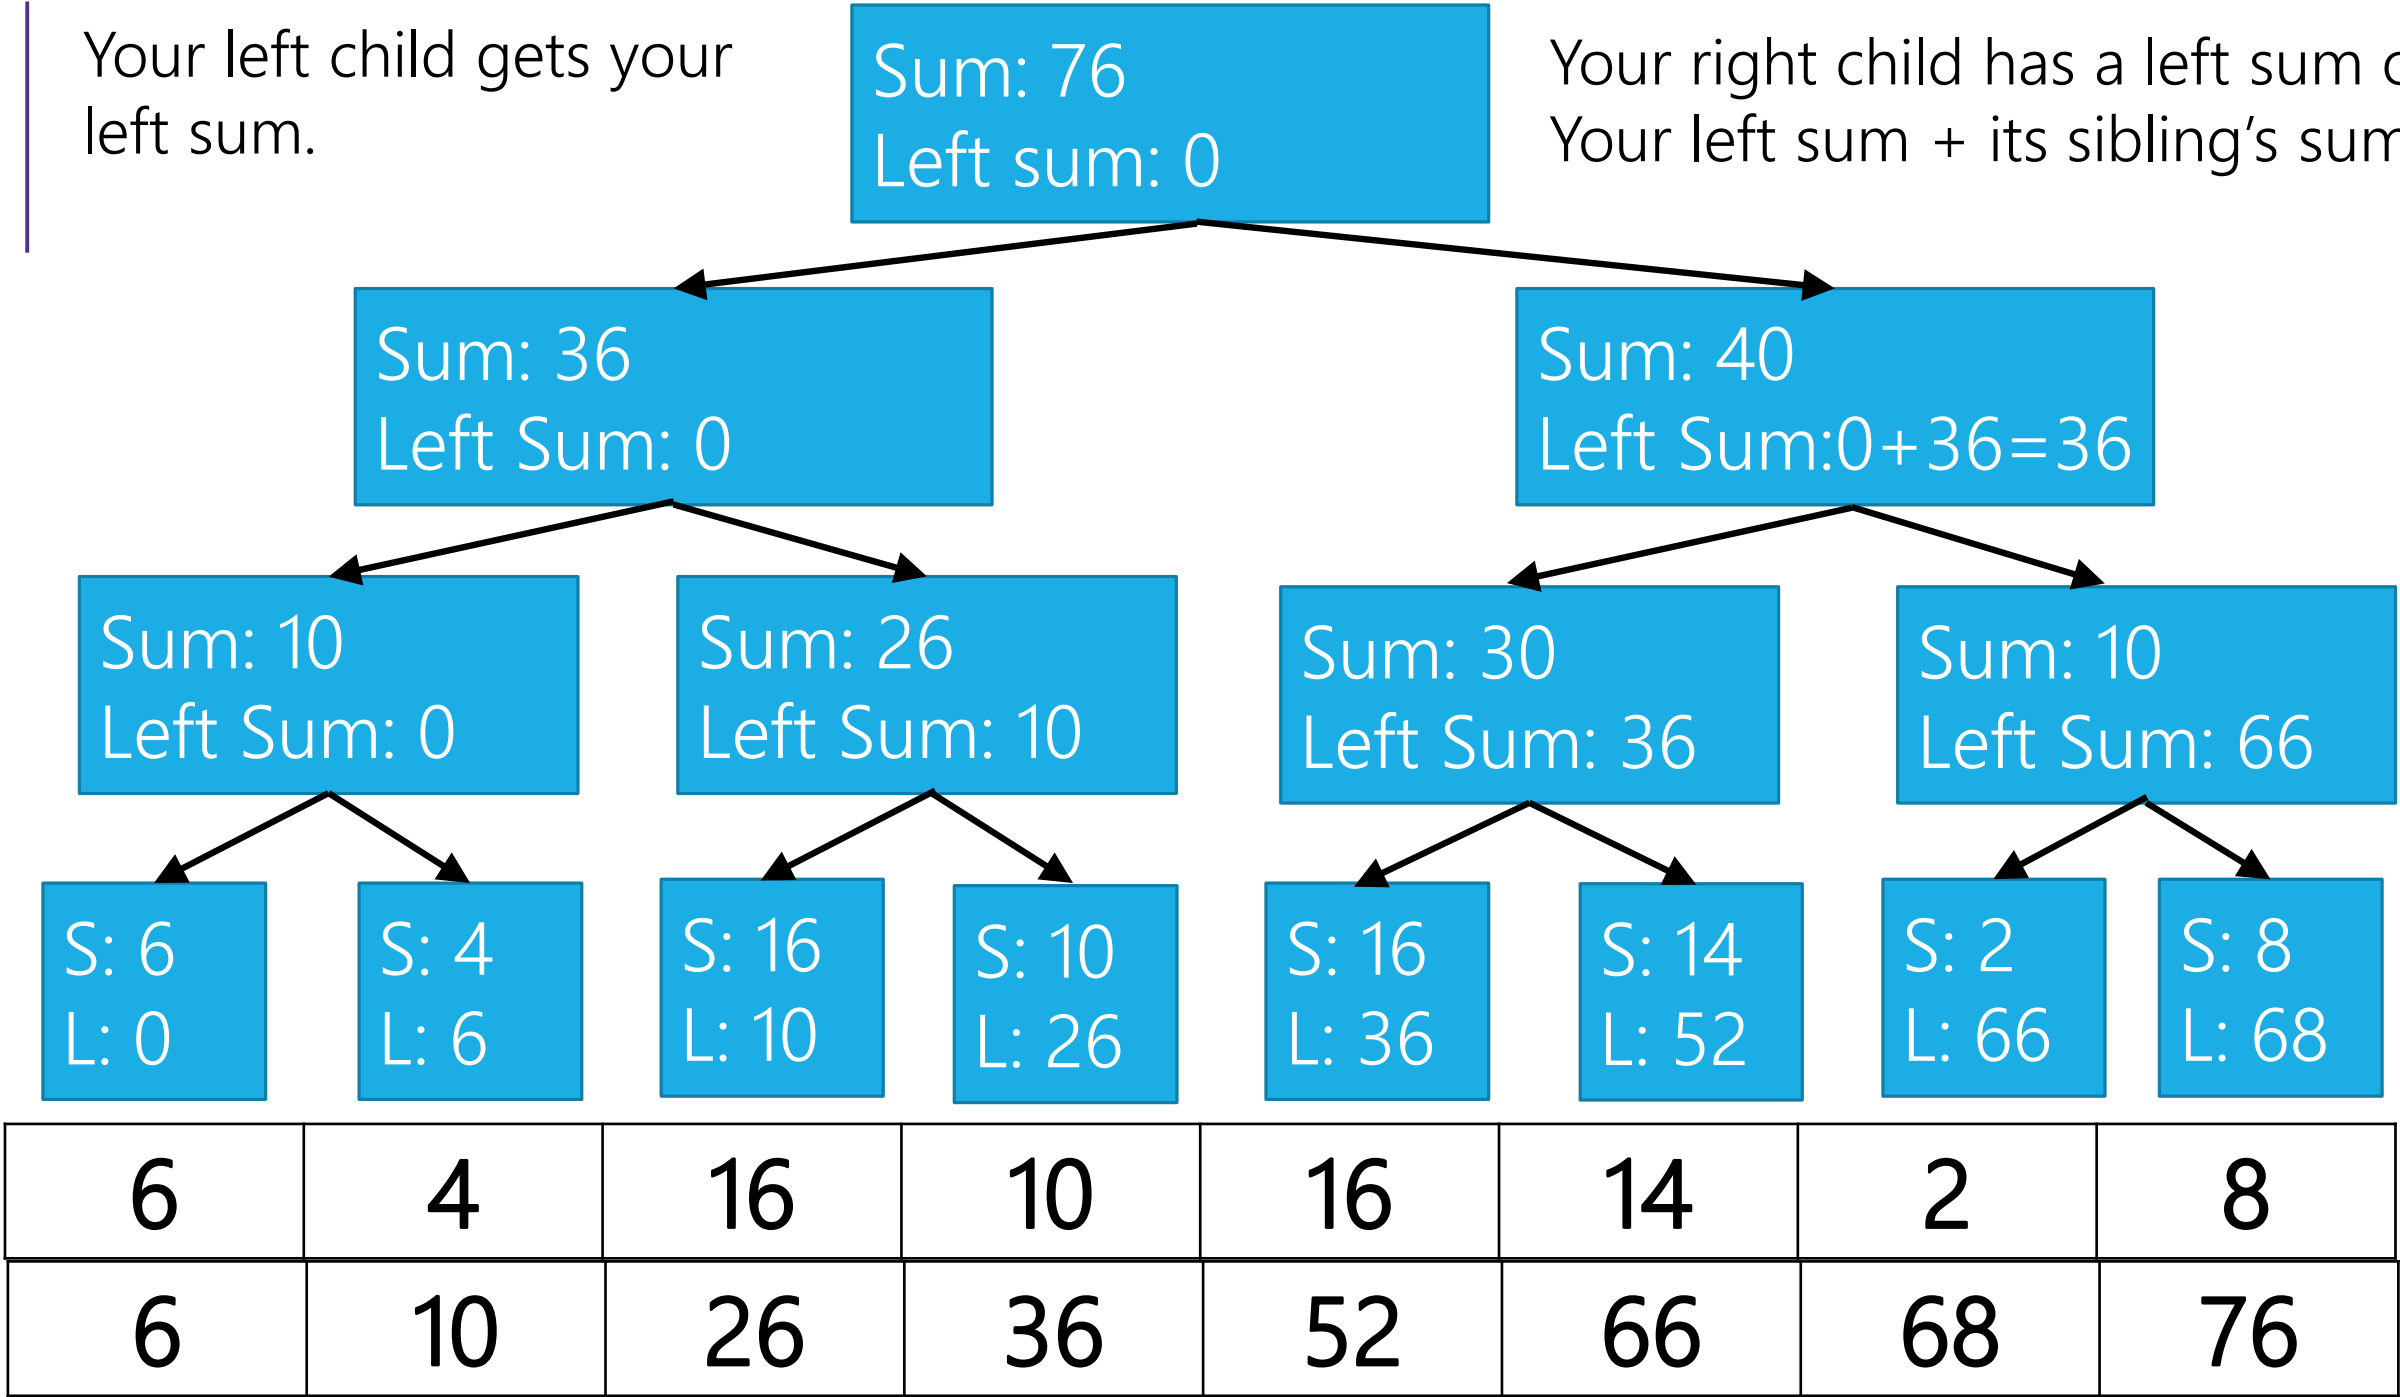 Your left child gets your
left sum.
Sum: 76
Left sum: 0
Your right child has a left sum
Your left sum + its sibling's
Sum: 36
Left Sum: 0
Sum: 40
Left Sum:0+36=36
Sum: 10
Left Sum: 0
Sum: 26
Left Sum: 10
Sum: 30
Left Sum: 36
Sum: 10
Left Sum: 66
S: 6
L: 0
S: 4
L: 6
S: 16
L: 10
S: 10
L: 26
S: 16
L: 36
S: 14
L: 52
S: 2
L: 66
S: 8
L: 68
6 4 16 10 16 14 2 8
6 10 26 36 52 66 68 76